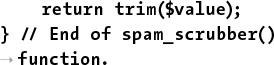 return trim($value);
} // End of spam_scrubber()
→ function.